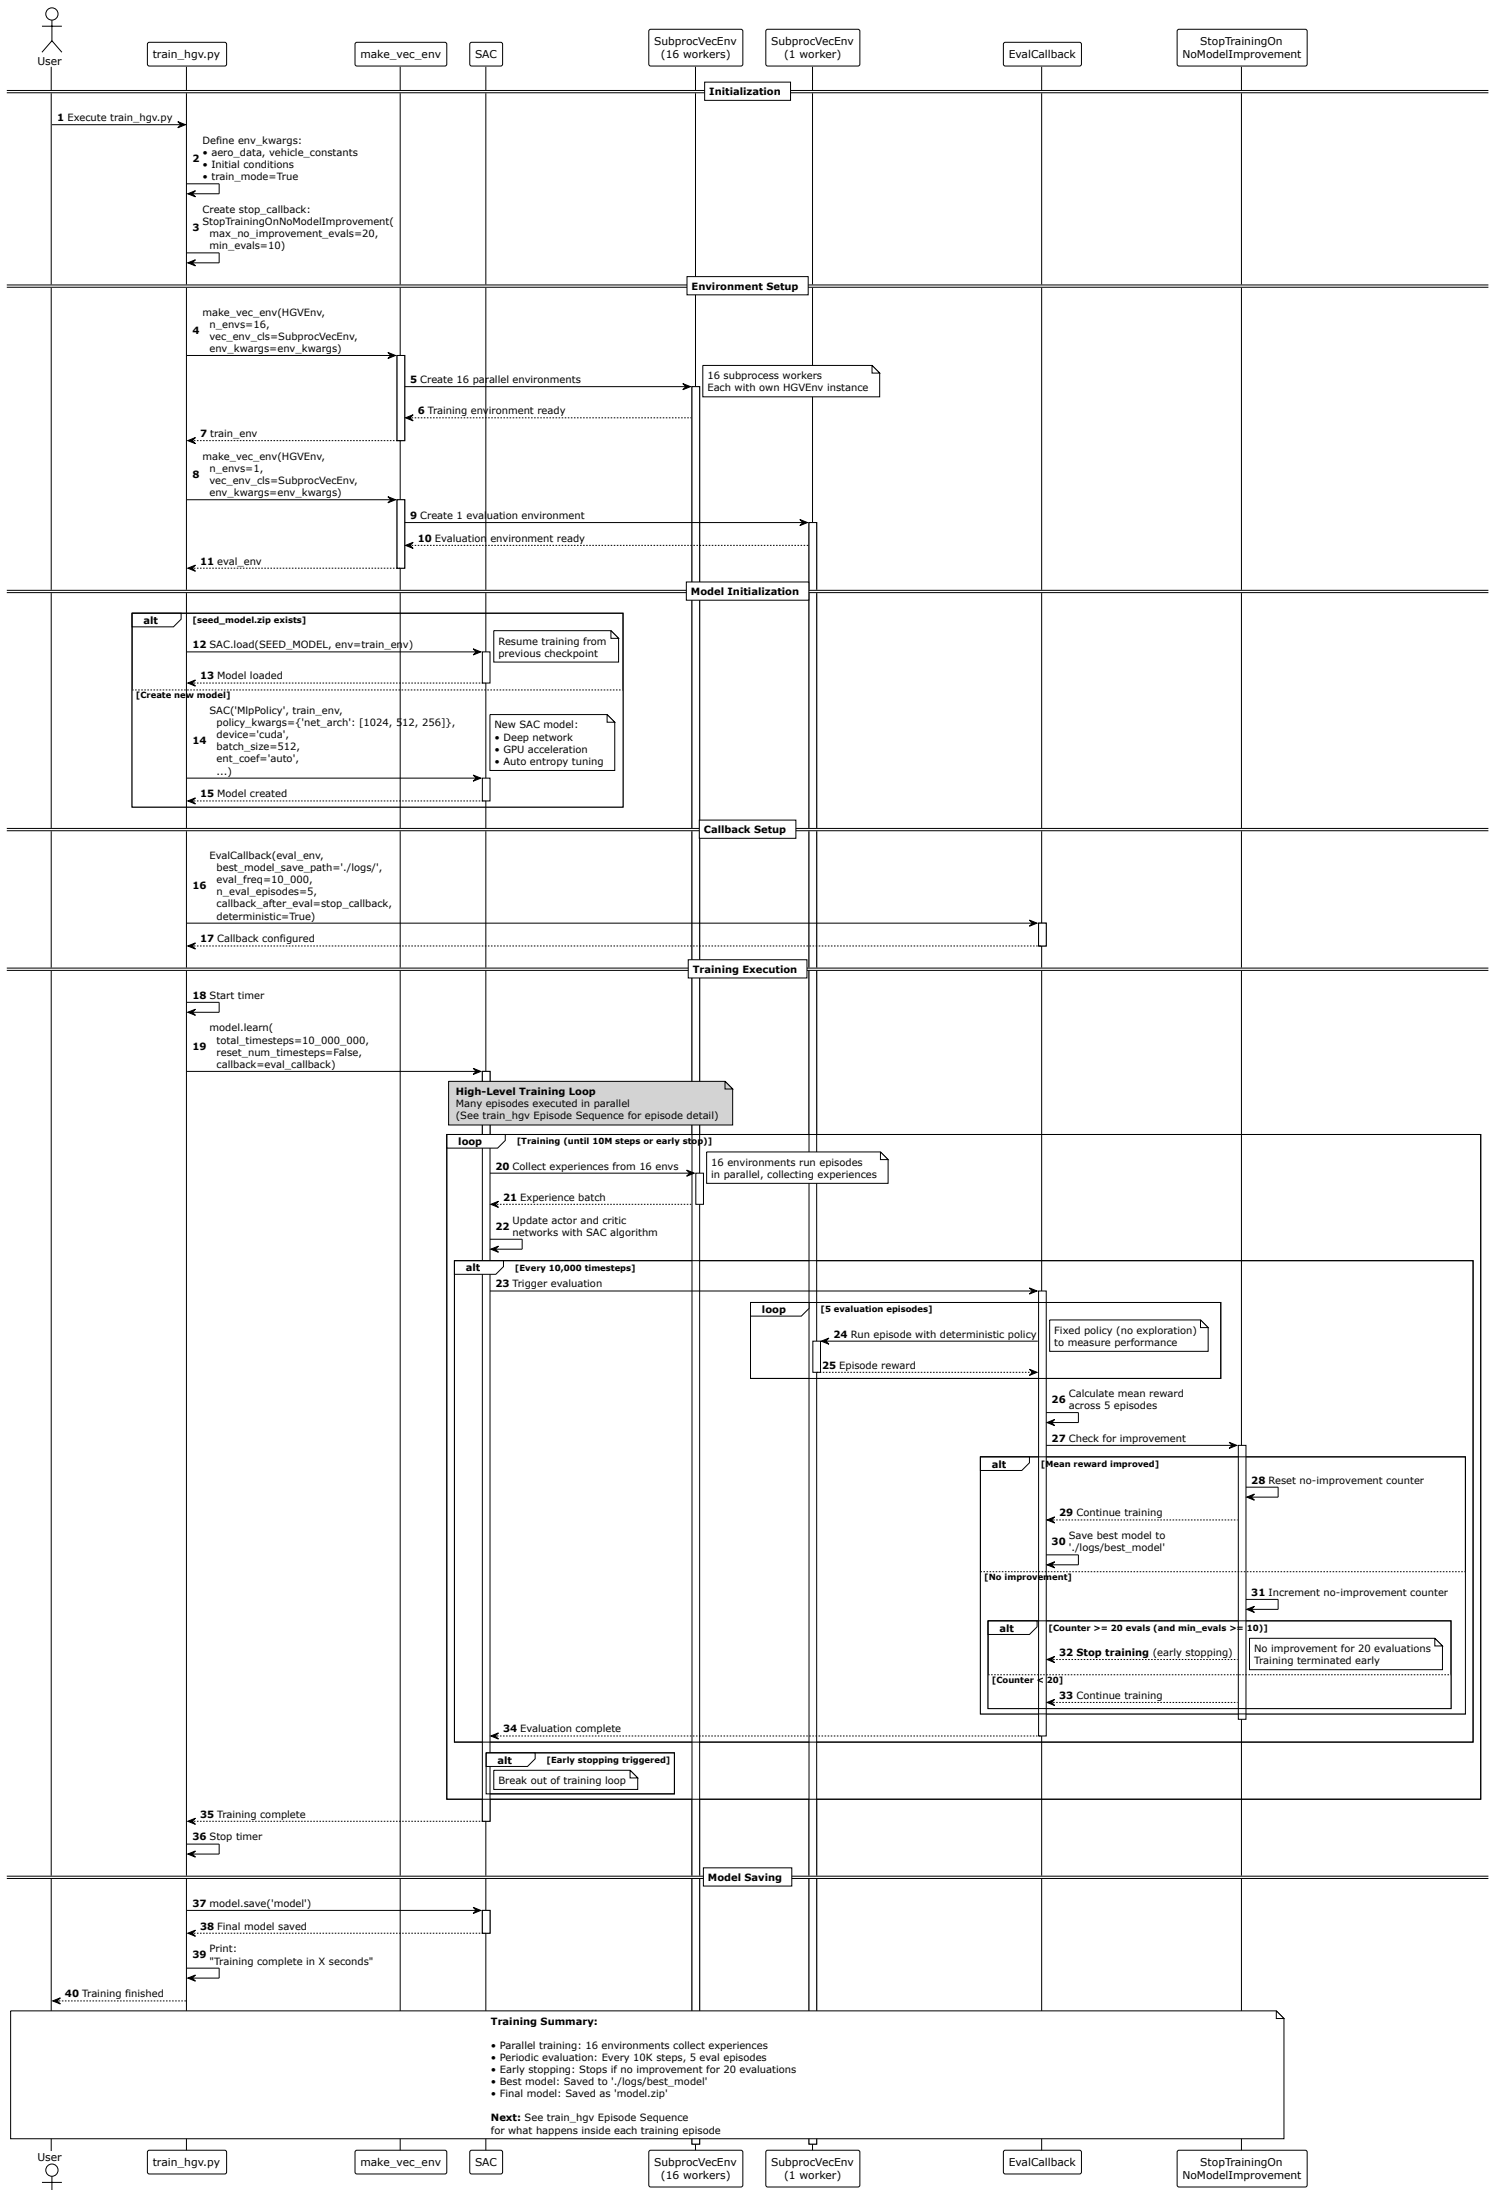 User
train_hgv.py
make_vec_env
SAC
SubprocVecEnv
(16 workers)
SubprocVecEnv
(1 worker)
EvalCallback
StopTrainingOn
NoModelImprovement
Initialization
1 Execute train_hgv.py
2 Define env_kwargs:
• aero_data, vehicle_constants
• Initial conditions
• train_mode=True
3 Create stop_callback:
StopTrainingOnNoModelImprovement(
max_no_improvement_evals=20,
min_evals=10)
Environment Setup
4 make_vec_env(HGVEnv,
n_envs=16,
vec_env_cls=SubprocVecEnv,
env_kwargs=env_kwargs)
5 Create 16 parallel environments
16 subprocess workers
Each with own HGVEnv instance
6 Training environment ready
7 train_env
8 make_vec_env(HGVEnv,
n_envs=1,
vec_env_cls=SubprocVecEnv,
env_kwargs=env_kwargs)
9 Create 1 evaluation environment
10 Evaluation environment ready
11 eval_env
Model Initialization
alt [seed_model.zip exists]
12 SAC.load(SEED_MODEL, env=train_env)
Resume training from
previous checkpoint
13 Model loaded
[Create new model]
14 SAC('MlpPolicy', train_env,
policy_kwargs={'net_arch': [1024, 512, 256]},
device='cuda',
batch_size=512,
ent_coef='auto',
...)
New SAC model:
• Deep network
• GPU acceleration
• Auto entropy tuning
15 Model created
Callback Setup
16 EvalCallback(eval_env,
best_model_save_path='./logs/',
eval_freq=10_000,
n_eval_episodes=5,
callback_after_eval=stop_callback,
deterministic=True)
17 Callback configured
Training Execution
18 Start timer
19 model.learn(
total_timesteps=10_000_000,
reset_num_timesteps=False,
callback=eval_callback)
High-Level Training Loop
Many episodes executed in parallel
(See train_hgv Episode Sequence for episode detail)
loop [Training (until 10M steps or early stop)]
20 Collect experiences from 16 envs
16 environments run episodes
in parallel, collecting experiences
21 Experience batch
22 Update actor and critic
networks with SAC algorithm
alt [Every 10,000 timesteps]
23 Trigger evaluation
loop [5 evaluation episodes]
24 Run episode with deterministic policy
Fixed policy (no exploration)
to measure performance
25 Episode reward
26 Calculate mean reward
across 5 episodes
27 Check for improvement
alt [Mean reward improved]
28 Reset no-improvement counter
29 Continue training
30 Save best model to
'./logs/best_model'
[No improvement]
31 Increment no-improvement counter
alt [Counter >= 20 evals (and min_evals >= 10)]
32 Stop training (early stopping)
No improvement for 20 evaluations
Training terminated early
[Counter < 20]
33 Continue training
34 Evaluation complete
alt [Early stopping triggered]
Break out of training loop
35 Training complete
36 Stop timer
Model Saving
37 model.save('model')
38 Final model saved
39 Print:
"Training complete in X seconds"
40 Training finished
Training Summary:
• Parallel training: 16 environments collect experiences
• Periodic evaluation: Every 10K steps, 5 eval episodes
• Early stopping: Stops if no improvement for 20 evaluations
• Best model: Saved to './logs/best_model'
• Final model: Saved as 'model.zip'
Next: See train_hgv Episode Sequence
for what happens inside each training episode
User
train_hgv.py
make_vec_env
SAC
SubprocVecEnv
(16 workers)
SubprocVecEnv
(1 worker)
EvalCallback
StopTrainingOn
NoModelImprovement